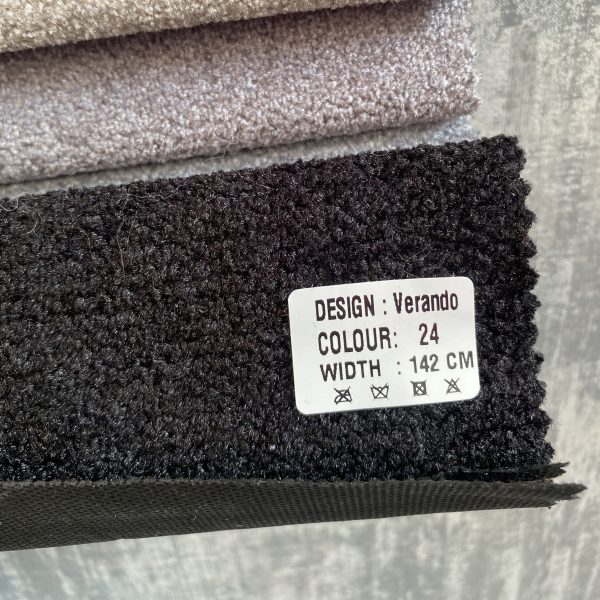 DESIGN : Verando
COLOUR: 24
WIDTH : 142 CM